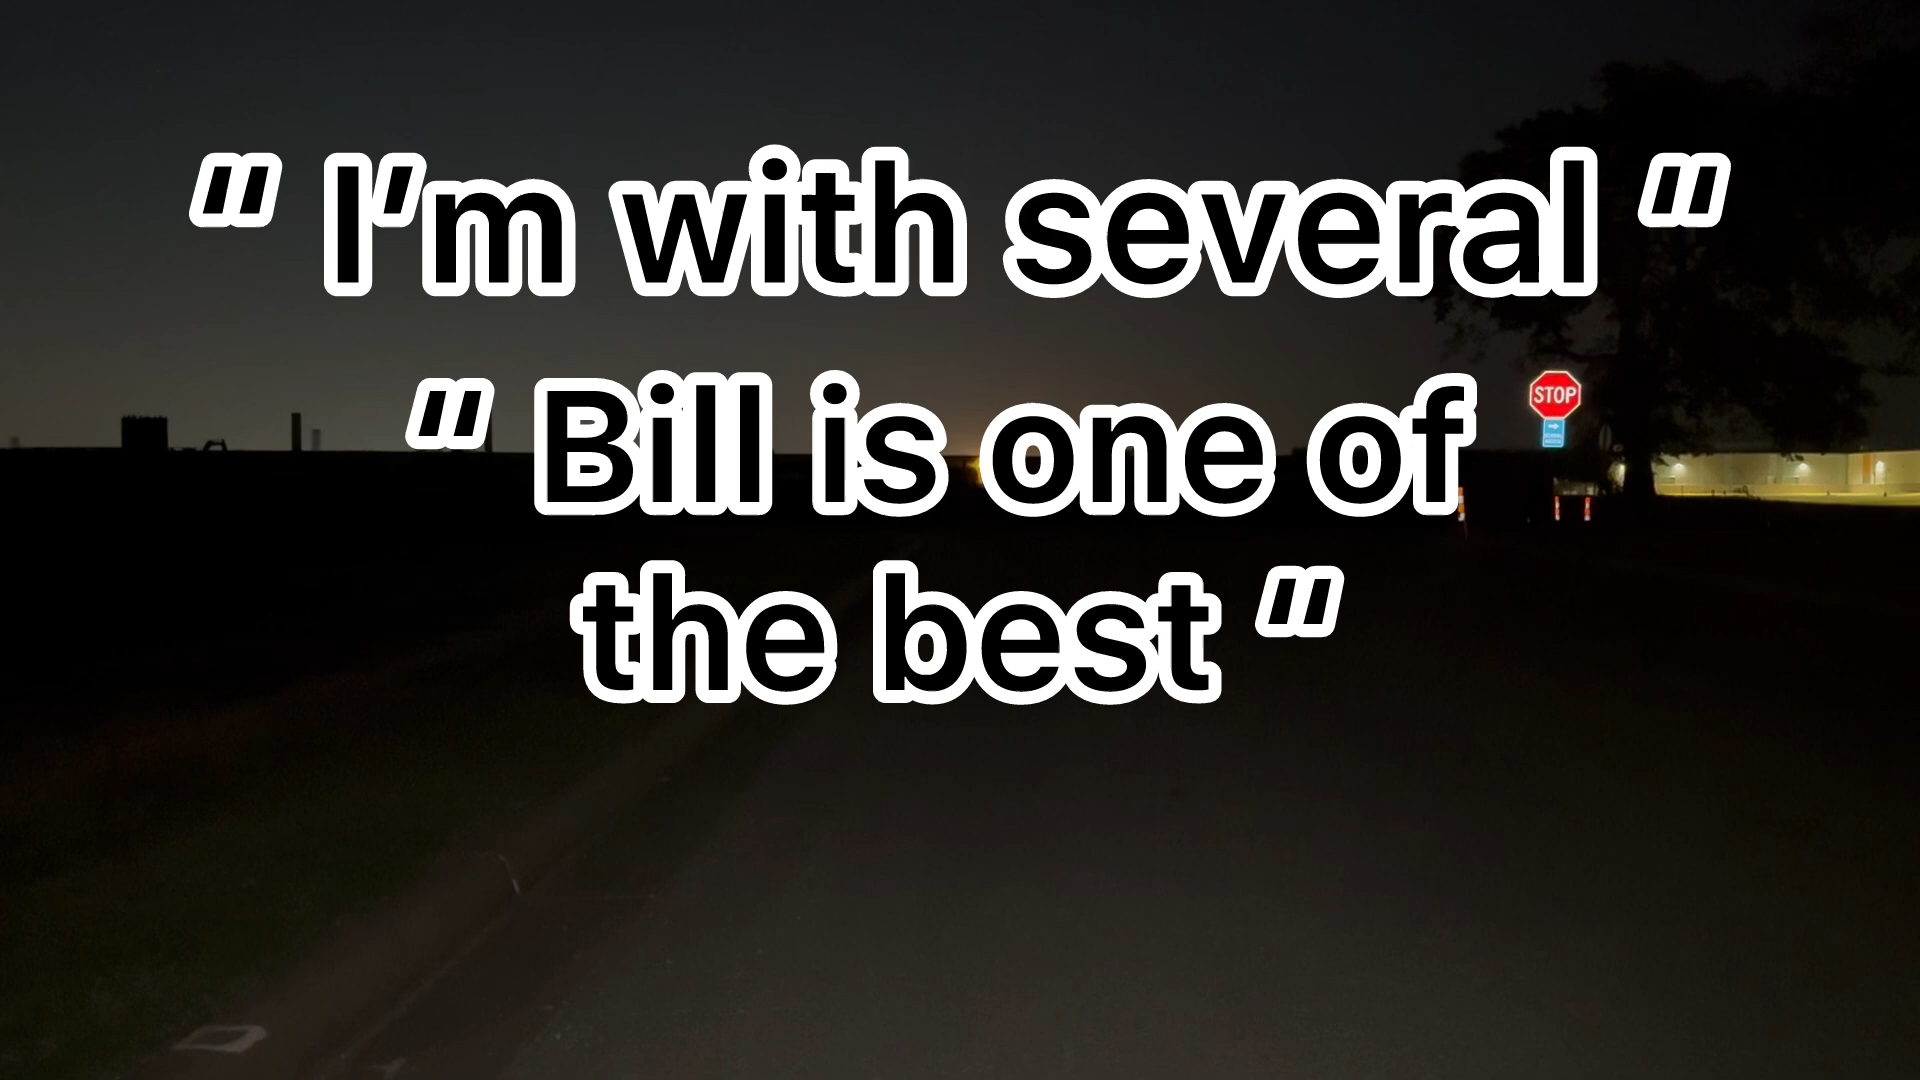 " I'm with several "
" Bill is one of
the best "
STOP